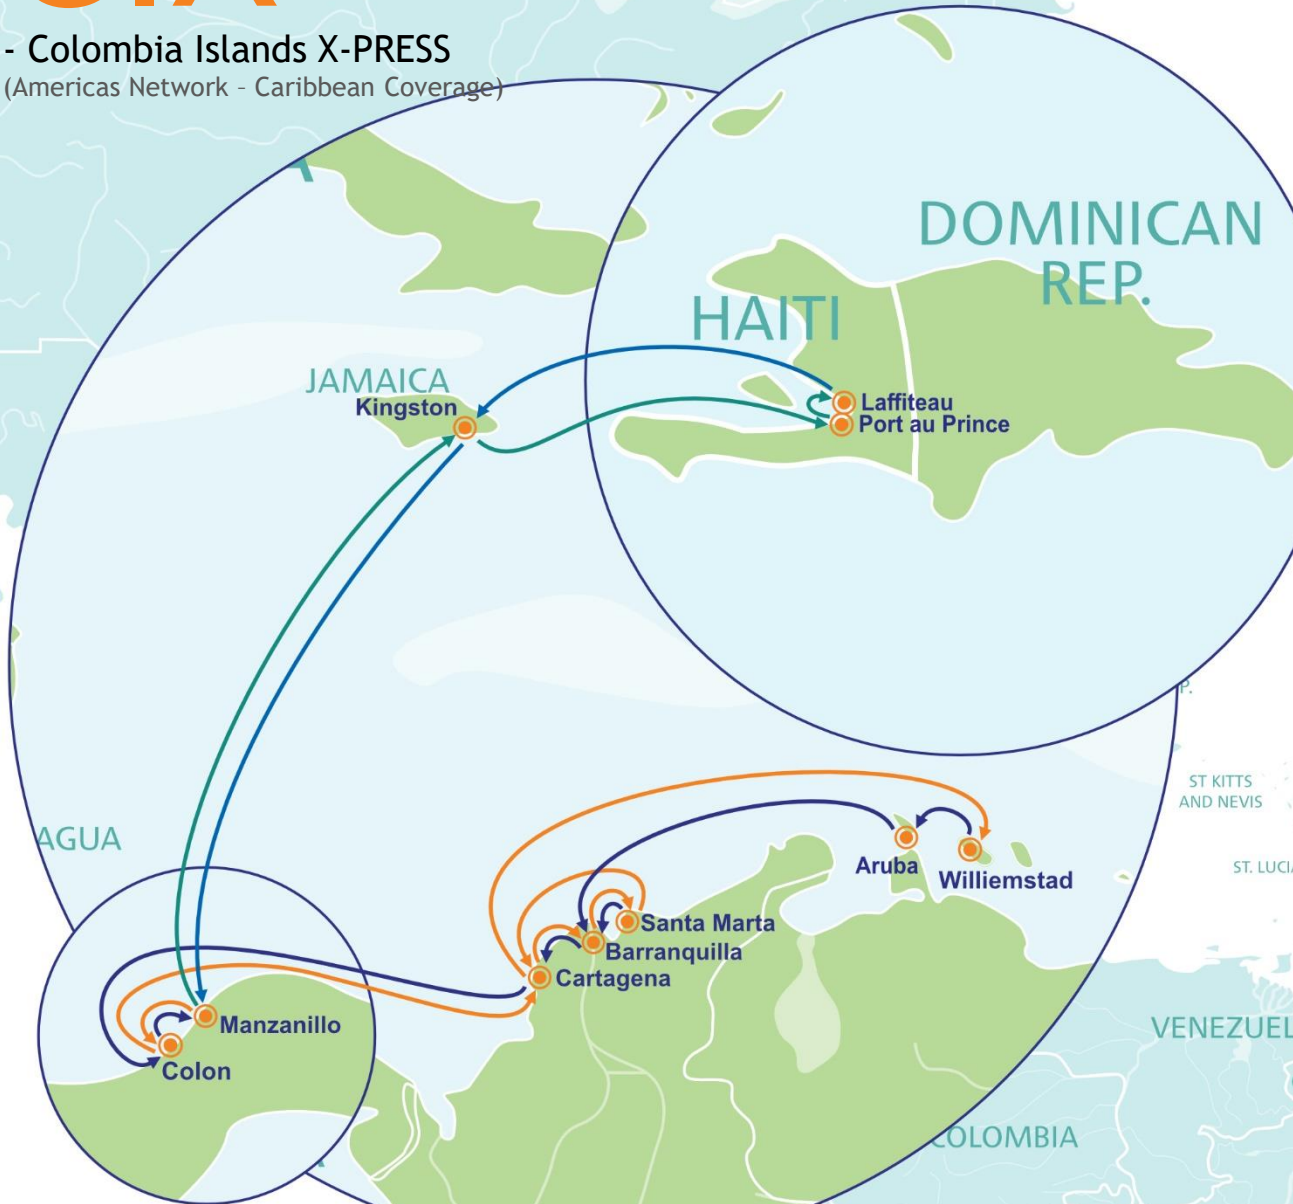 - Colombia Islands X-PRESS
(Americas Network – Caribbean Coverage)
DOMINICAN
REP.
HAITI
JAMAICA
Kingston
Laffiteau
Port au Prince
P.
ST KITTS
AND NEVIS
AGUA
ST. LUCIA
Aruba
Williemstad
Santa Marta
Barranquilla
Cartagena
Manzanillo
Colon
VENEZUEL
COLOMBIA